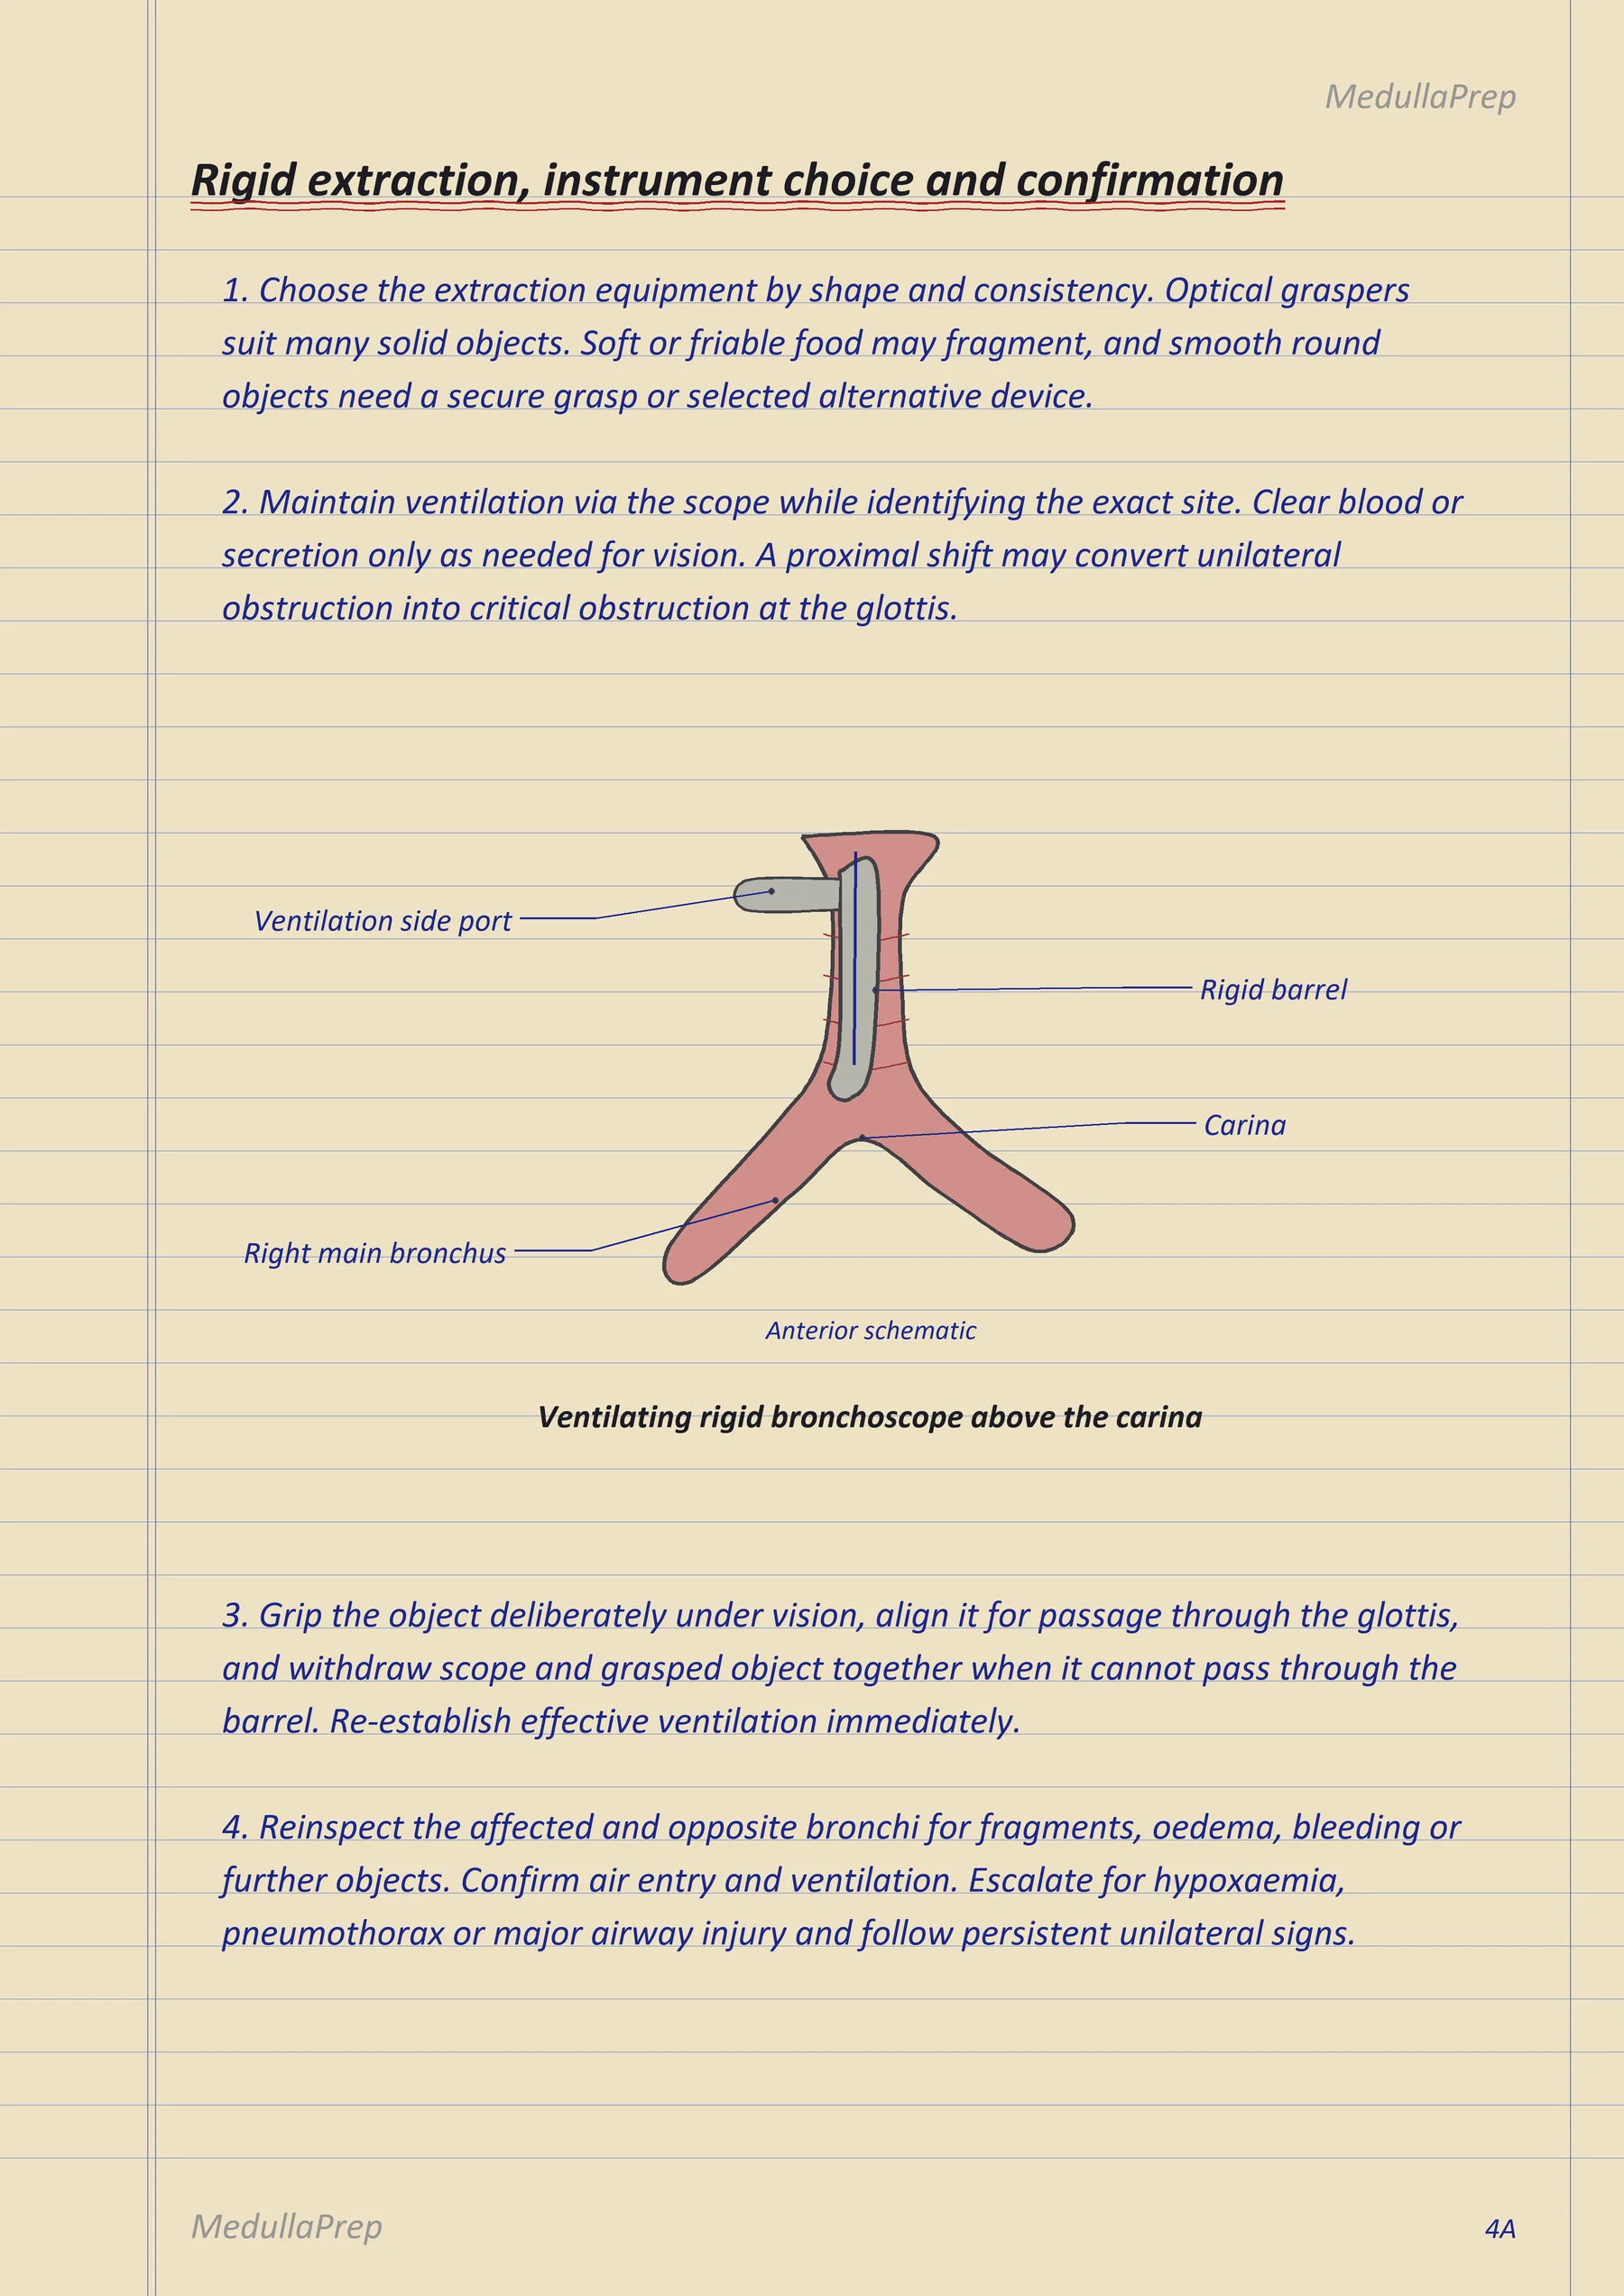 MedullaPrep
Rigid extraction, instrument choice and confirmation
1. Choose the extraction equipment by shape and consistency. Optical graspers
suit many solid objects. Soft or friable food may fragment, and smooth round
objects need a secure grasp or selected alternative device.
2. Maintain ventilation via the scope while identifying the exact site. Clear blood or
secretion only as needed for vision. A proximal shift may convert unilateral
obstruction into critical obstruction at the glottis.
Ventilation side port
Rigid barrel
Carina
Right main bronchus
Anterior schematic
Ventilating rigid bronchoscope above the carina
3. Grip the object deliberately under vision, align it for passage through the glottis,
and withdraw scope and grasped object together when it cannot pass through the
barrel. Re-establish effective ventilation immediately.
4. Reinspect the affected and opposite bronchi for fragments, oedema, bleeding or
further objects. Confirm air entry and ventilation. Escalate for hypoxaemia,
pneumothorax or major airway injury and follow persistent unilateral signs.
MedullaPrep
4A